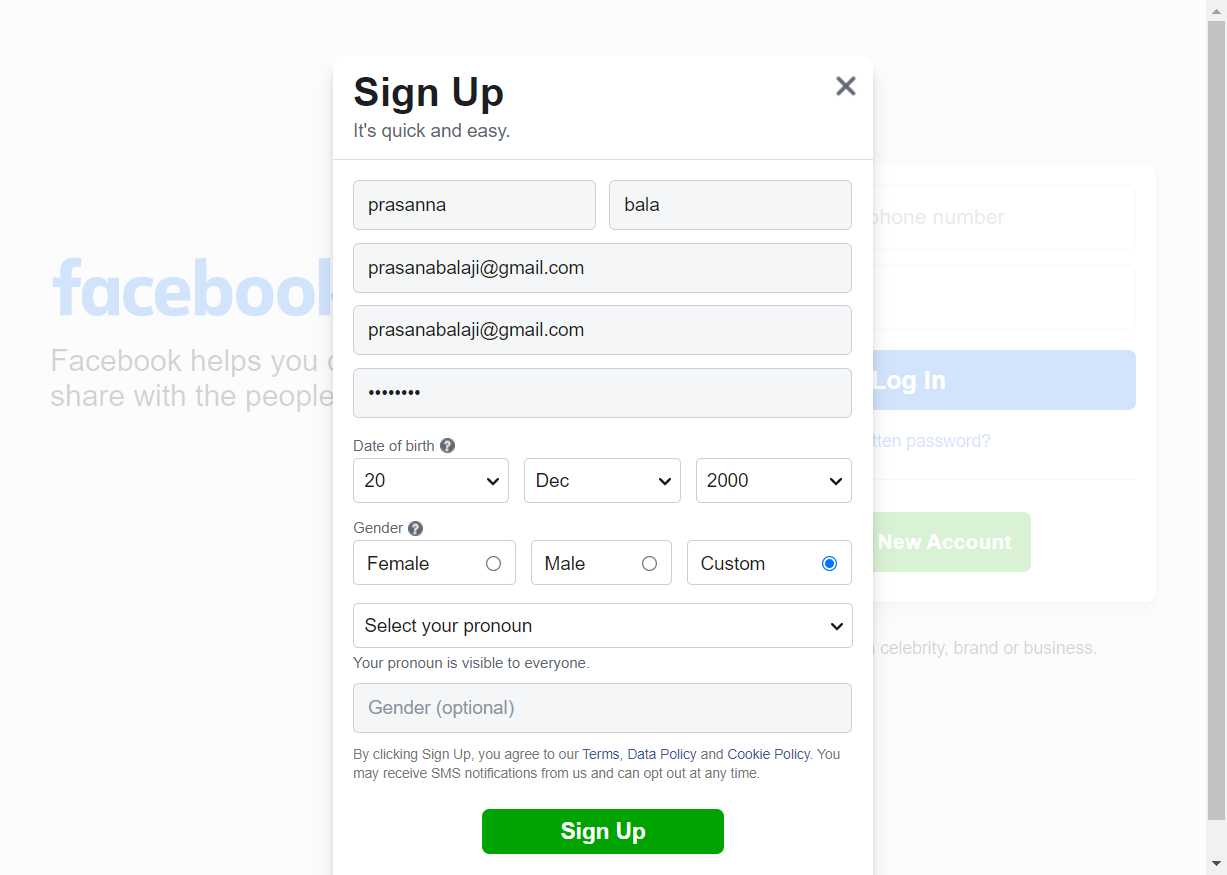 Sign Up
It's quick and easy.
prasanna
bala
prasanabalaji@gmail.com
prasanabalaji@gmail.com
••••••••
Date of birth ?
20
Dec
2000
Gender ?
Female
Male
Custom
Select your pronoun
Your pronoun is visible to everyone.
Gender (optional)
By clicking Sign Up, you agree to our Terms, Data Policy and Cookie Policy. You
may receive SMS notifications from us and can opt out at any time.
Sign Up
facebook
Facebook helps you
share with the people
phone number
Log In
password?
New Account
celebrity, brand or business.